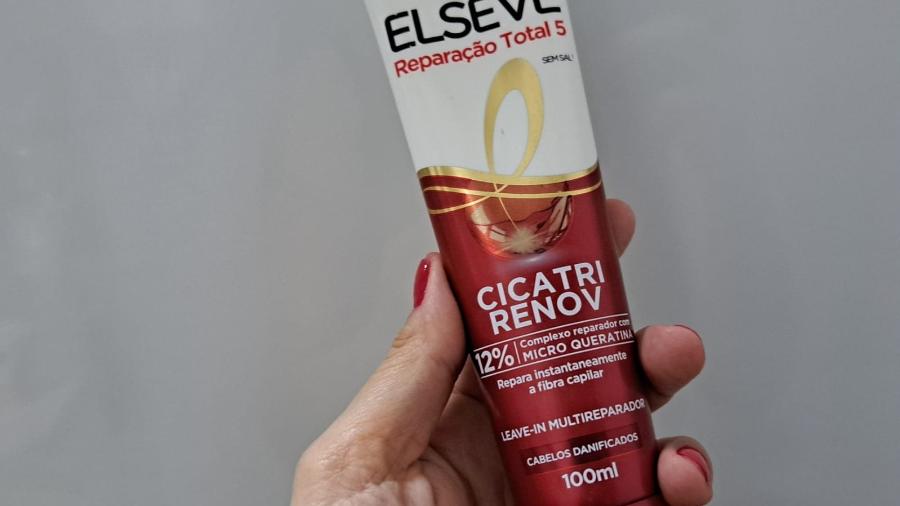 ELSEVE
Reparação Total 5
SEM SAL
CICATRI
RENOV
12%
Complexo reparador com
MICRO QUERATINA
Repara instantaneamente
a fibra capilar
LEAVE-IN MULTIREPARADOR
CABELOS DANIFICADOS
100ml